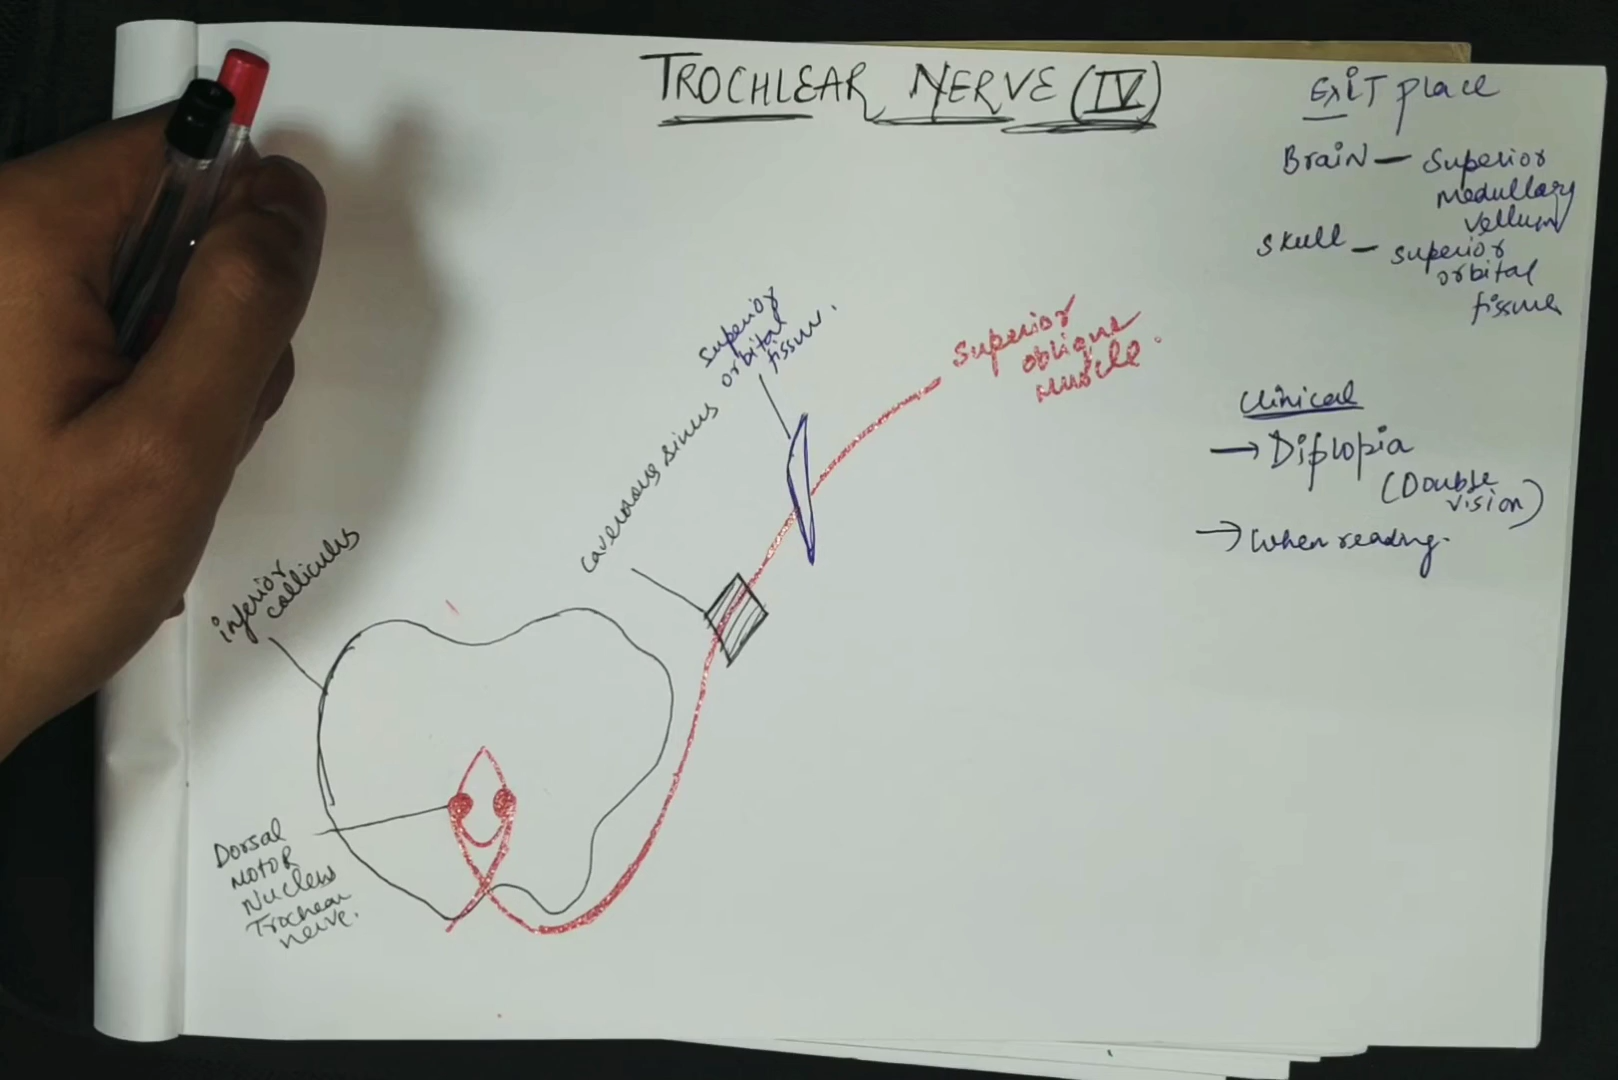 TROCHLEAR NERVE (IV)
EXiT place
BraiN - Superior
medullary
vellum
Skull - superior
orbital
fissure
Superior
orbital
fissure.
Superior
oblique
muscle.
cavernous sinus
Clinical
→ Diplopia
(Double
vision)
→ When reading.
inferior
colliculus
Dorsal
MOTOR
Nucleus
Trochear
nerve.